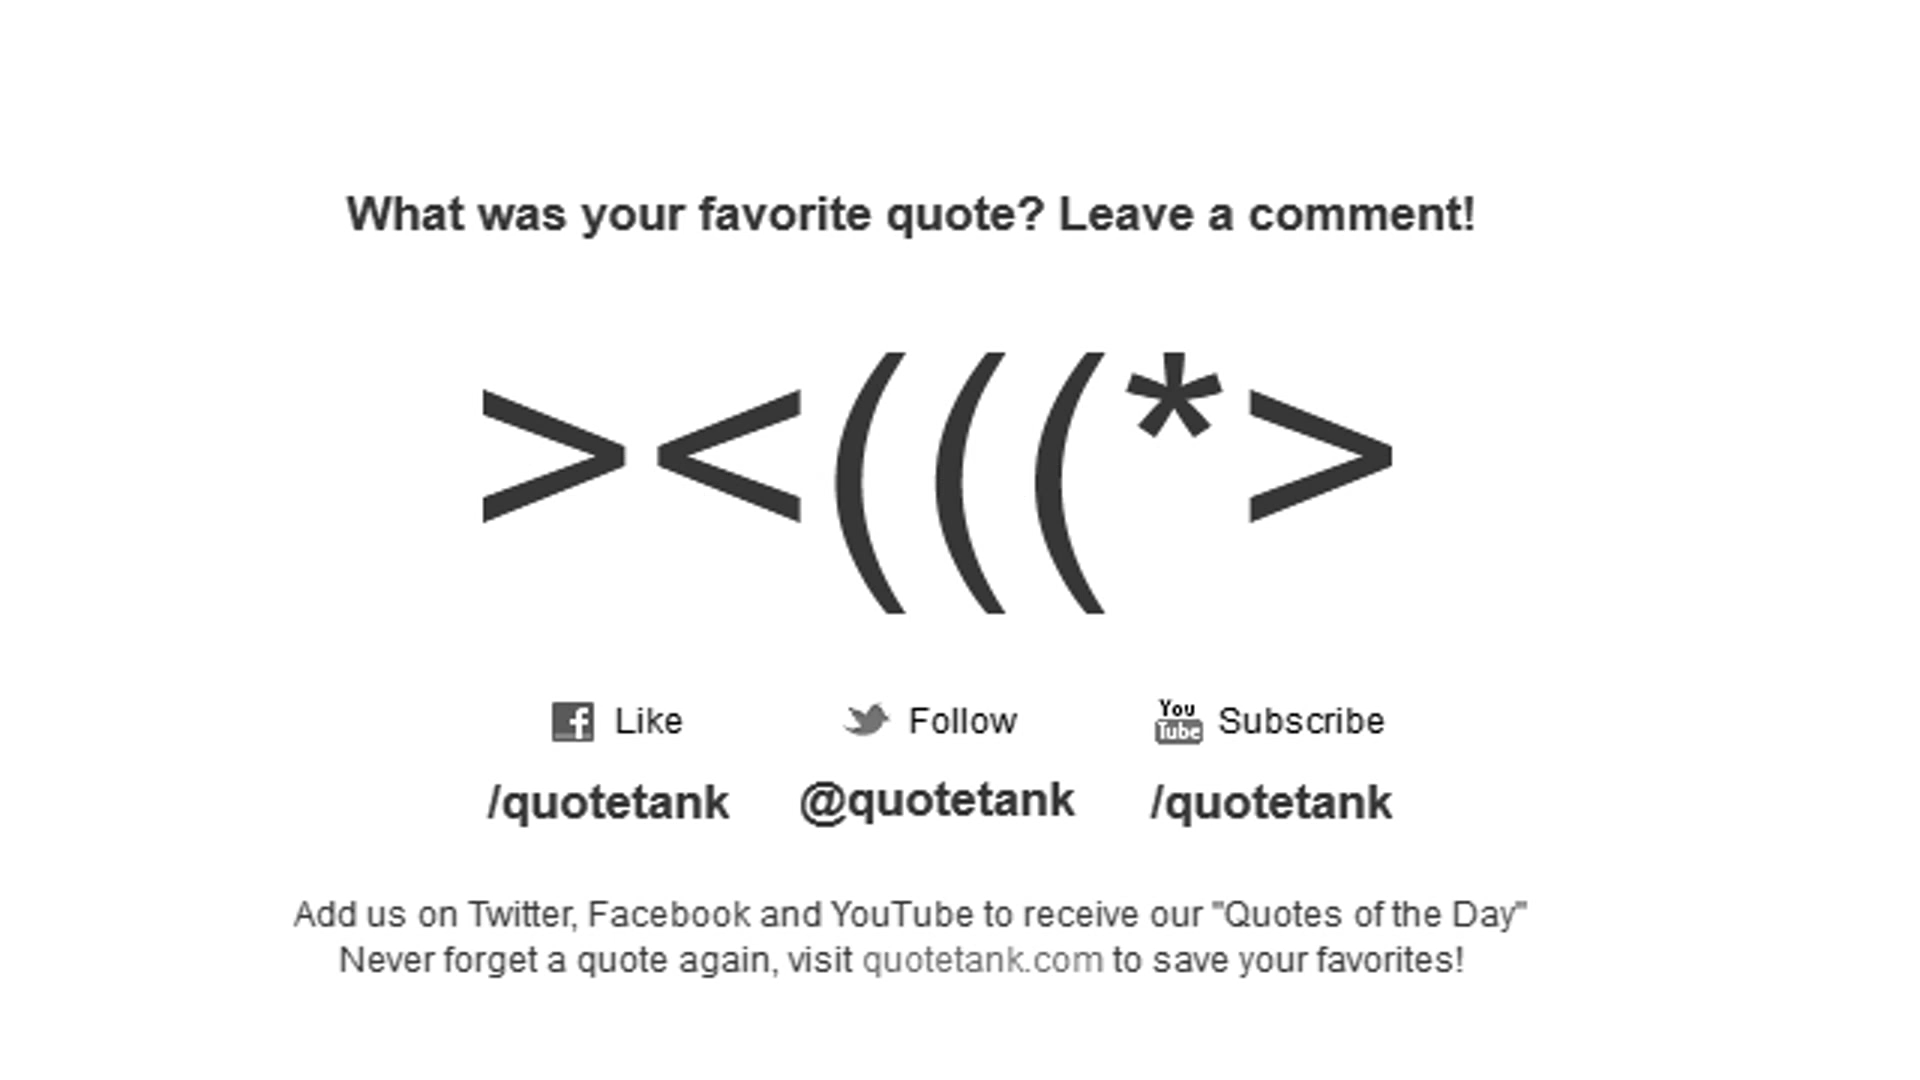 What was your favorite quote? Leave a comment!
><(((*>
f Like Follow You Tube Subscribe
/quotetank @quotetank /quotetank
Add us on Twitter, Facebook and YouTube to receive our "Quotes of the Day"
Never forget a quote again, visit quotetank.com to save your favorites!